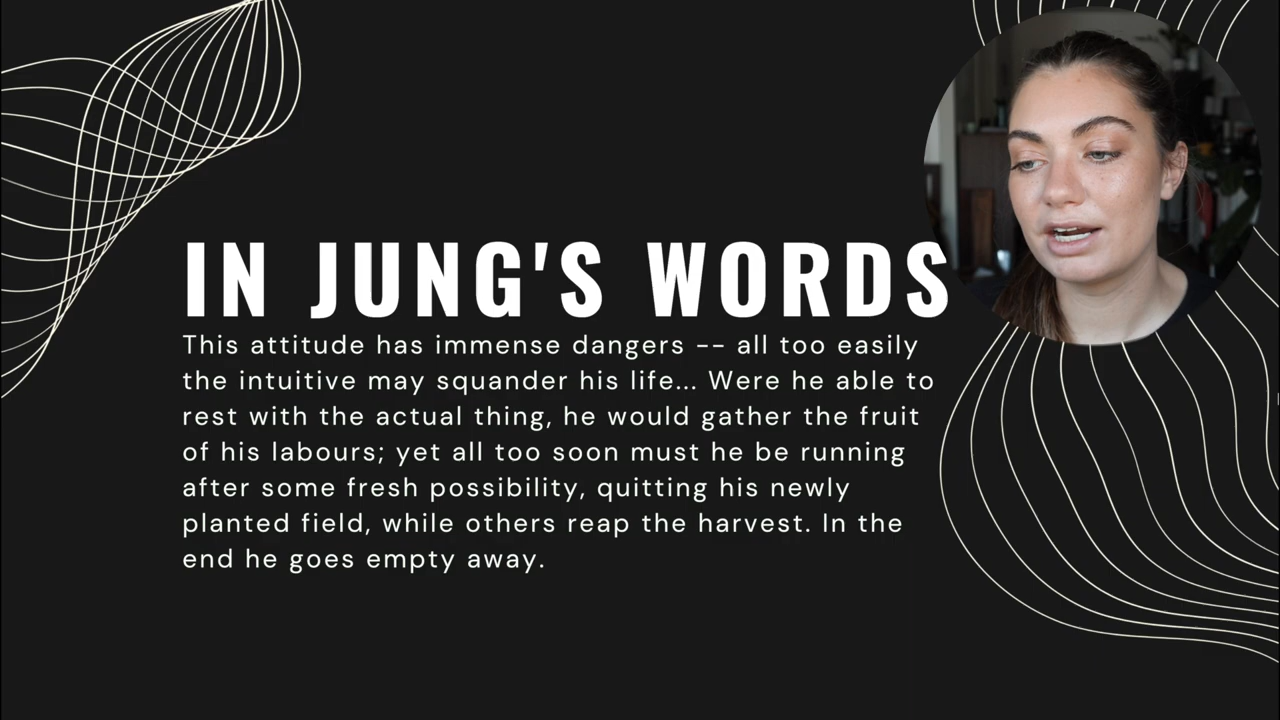 IN JUNG'S WORDS
This attitude has immense dangers -- all too easily
the intuitive may squander his life... Were he able to
rest with the actual thing, he would gather the fruit
of his labours; yet all too soon must he be running
after some fresh possibility, quitting his newly
planted field, while others reap the harvest. In the
end he goes empty away.